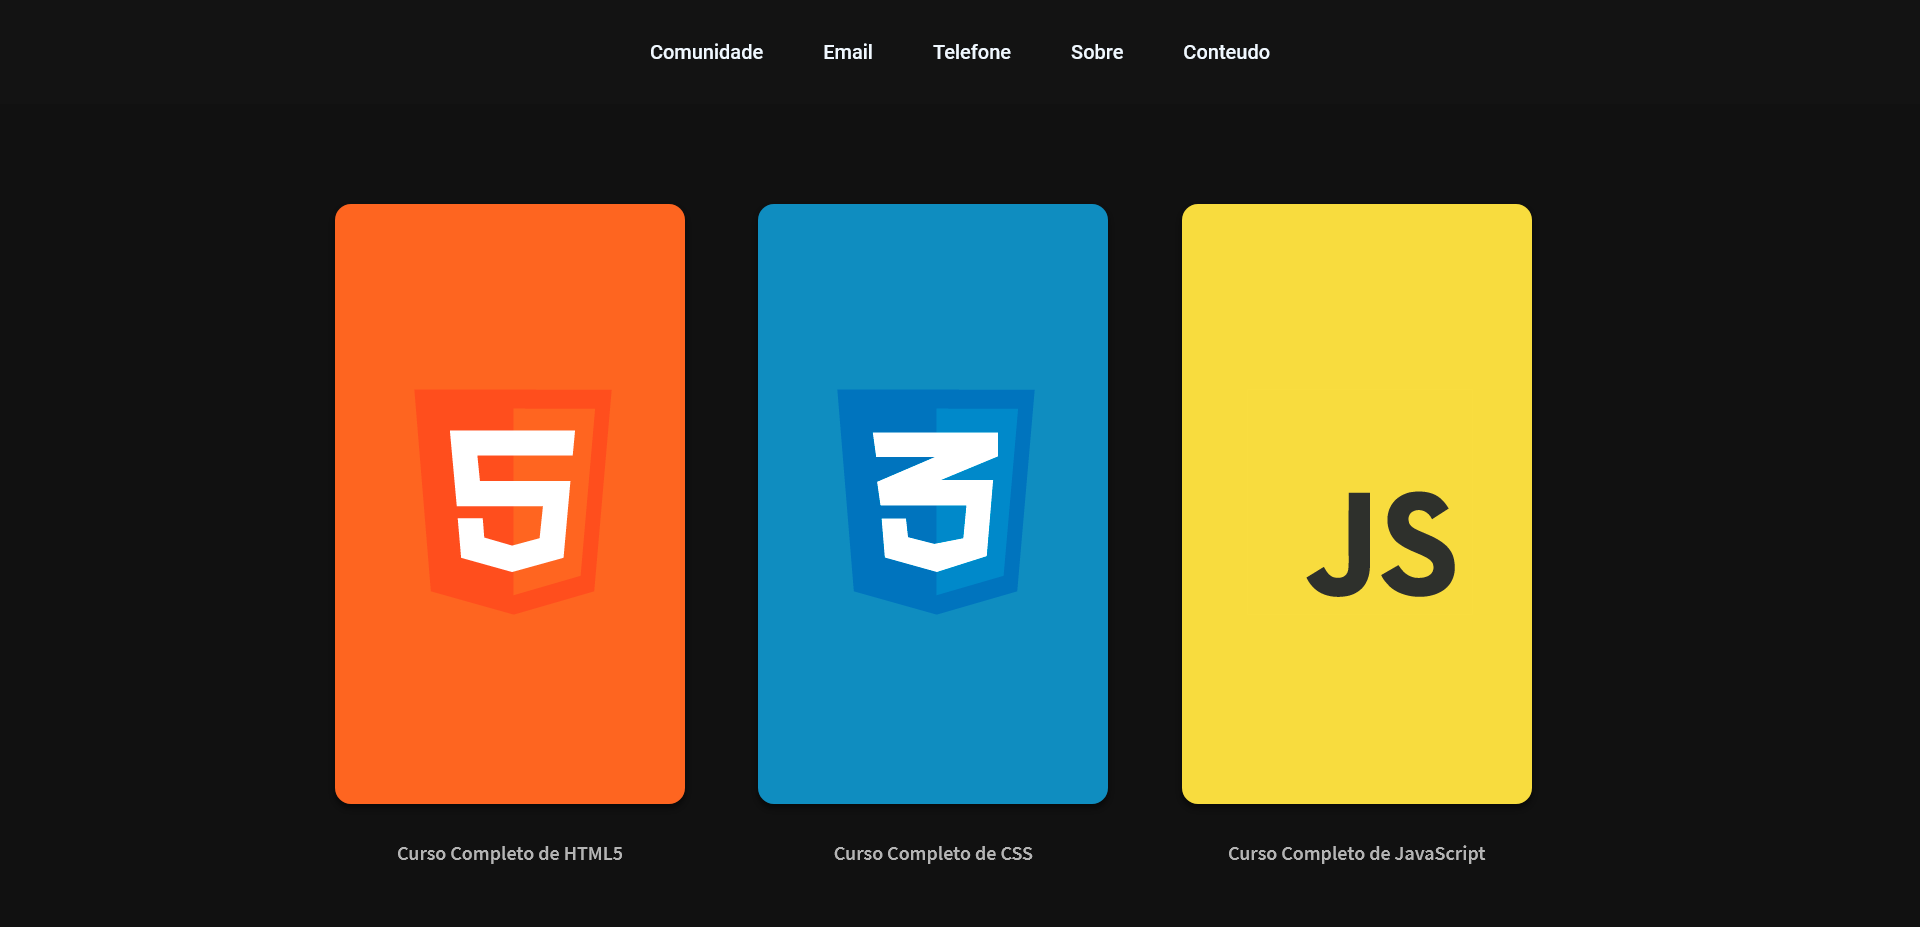 Comunidade Email Telefone Sobre Conteudo
5
3
JS
Curso Completo de HTML5
Curso Completo de CSS
Curso Completo de JavaScript